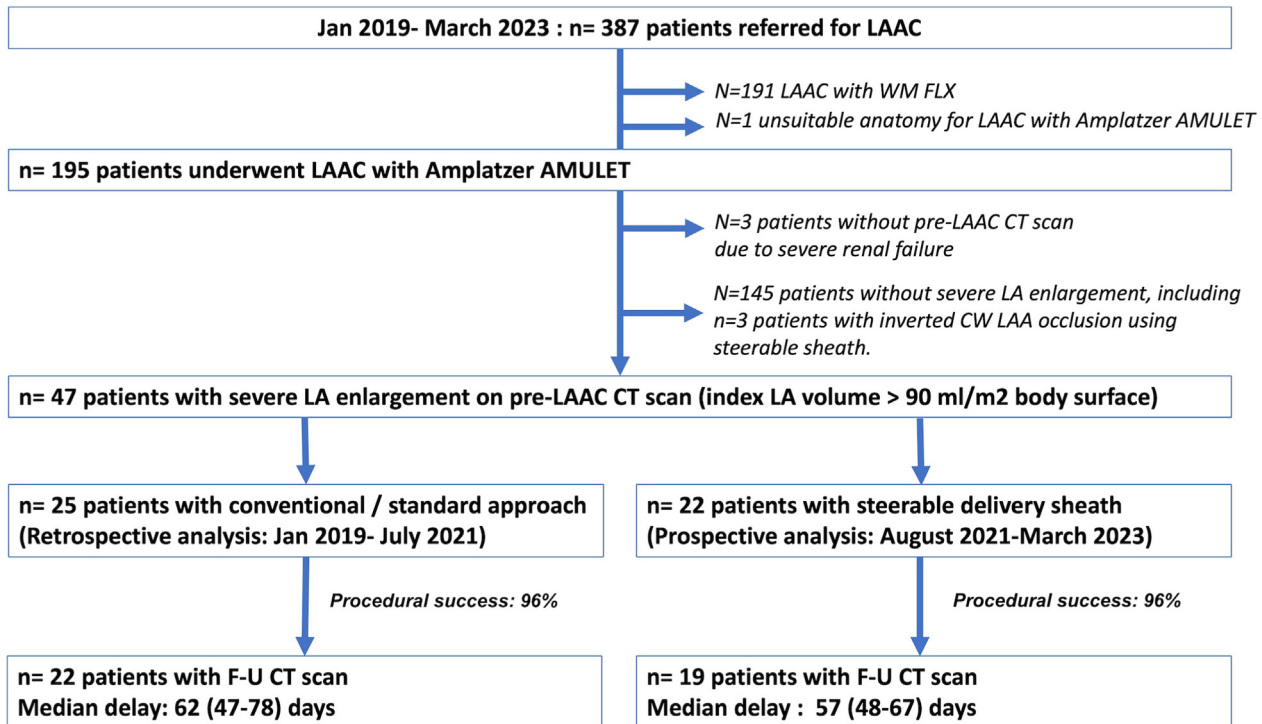 Jan 2019- March 2023 : n= 387 patients referred for LAAC
N=191 LAAC with WM FLX
N=1 unsuitable anatomy for LAAC with Amplatzer AMULET
n= 195 patients underwent LAAC with Amplatzer AMULET
N=3 patients without pre-LAAC CT scan
due to severe renal failure
N=145 patients without severe LA enlargement, including
n=3 patients with inverted CW LAA occlusion using
steerable sheath.
n= 47 patients with severe LA enlargement on pre-LAAC CT scan (index LA volume > 90 ml/m2 body surface)
n= 25 patients with conventional / standard approach
(Retrospective analysis: Jan 2019- July 2021)
n= 22 patients with steerable delivery sheath
(Prospective analysis: August 2021-March 2023)
Procedural success: 96%
Procedural success: 96%
n= 22 patients with F-U CT scan
Median delay: 62 (47-78) days
n= 19 patients with F-U CT scan
Median delay : 57 (48-67) days